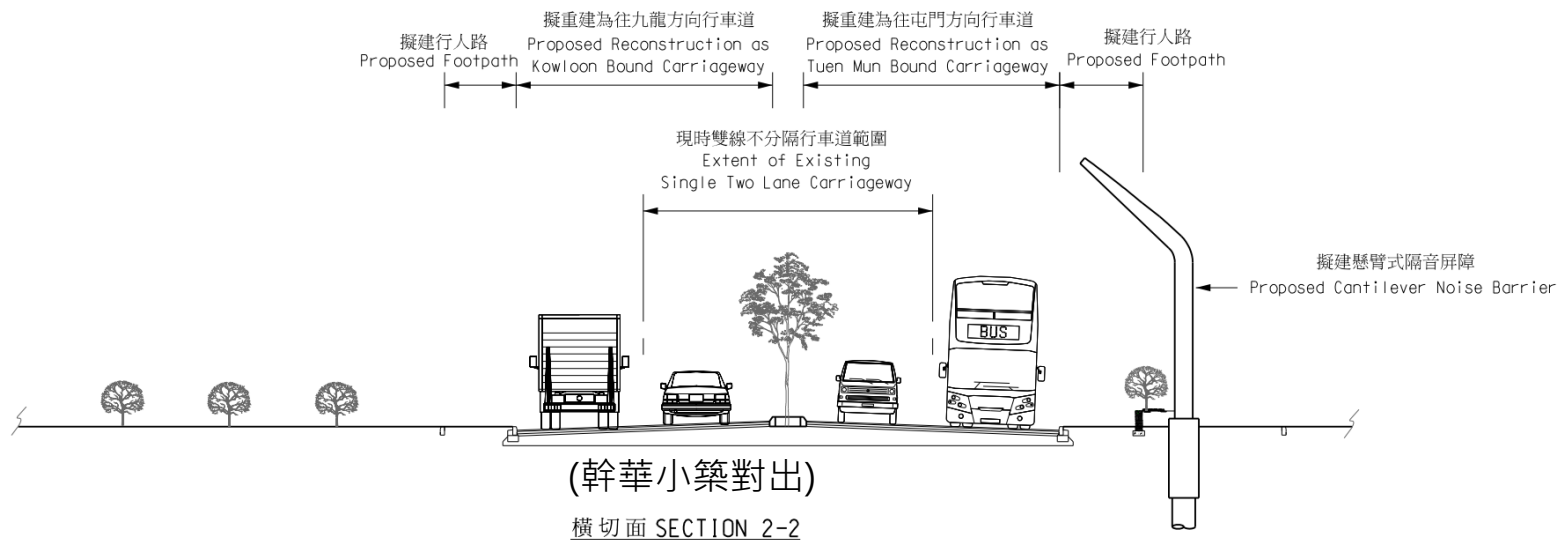 擬建行人路
Proposed Footpath
擬重建為往九龍方向行車道
Proposed Reconstruction as
Kowloon Bound Carriageway
擬重建為往屯門方向行車道
Proposed Reconstruction as
Tuen Mun Bound Carriageway
擬建行人路
Proposed Footpath
現時雙線不分隔行車道範圍
Extent of Existing
Single Two Lane Carriageway
擬建懸臂式隔音屏障
Proposed Cantilever Noise Barrier
BUS
(幹華小築對出)
橫切面 SECTION 2-2